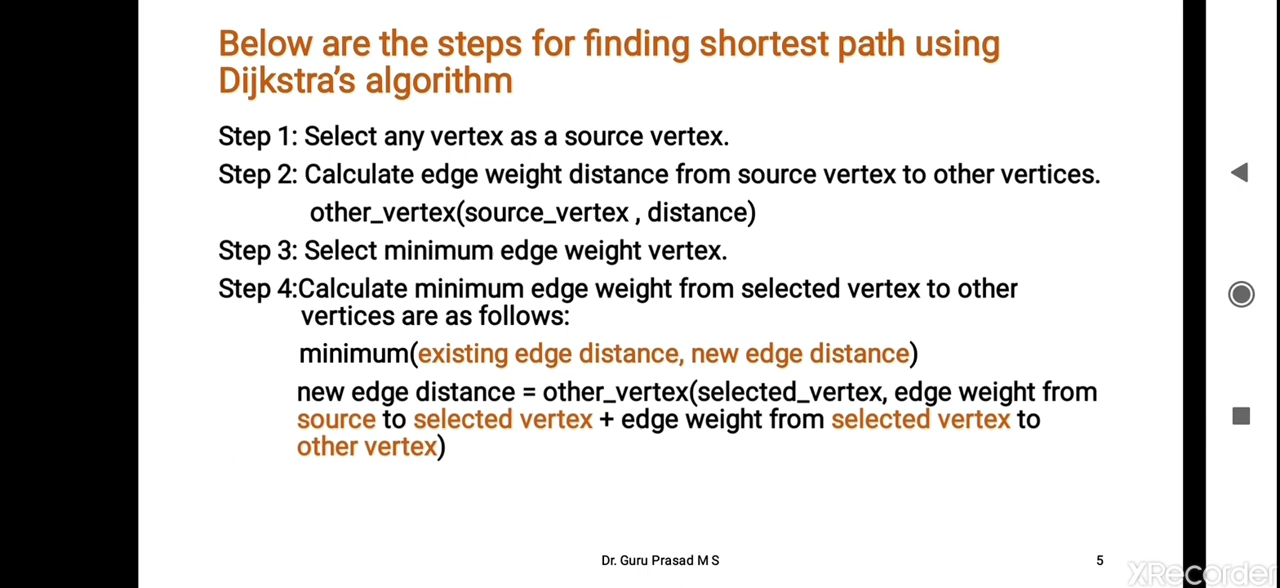 Below are the steps for finding shortest path using
Dijkstra's algorithm
Step 1: Select any vertex as a source vertex.
Step 2: Calculate edge weight distance from source vertex to other vertices.
other_vertex(source_vertex , distance)
Step 3: Select minimum edge weight vertex.
Step 4:Calculate minimum edge weight from selected vertex to other
vertices are as follows:
minimum(existing edge distance, new edge distance)
new edge distance = other_vertex(selected_vertex, edge weight from
source to selected vertex + edge weight from selected vertex to
other vertex)
Dr. Guru Prasad M S
5
XRecorder